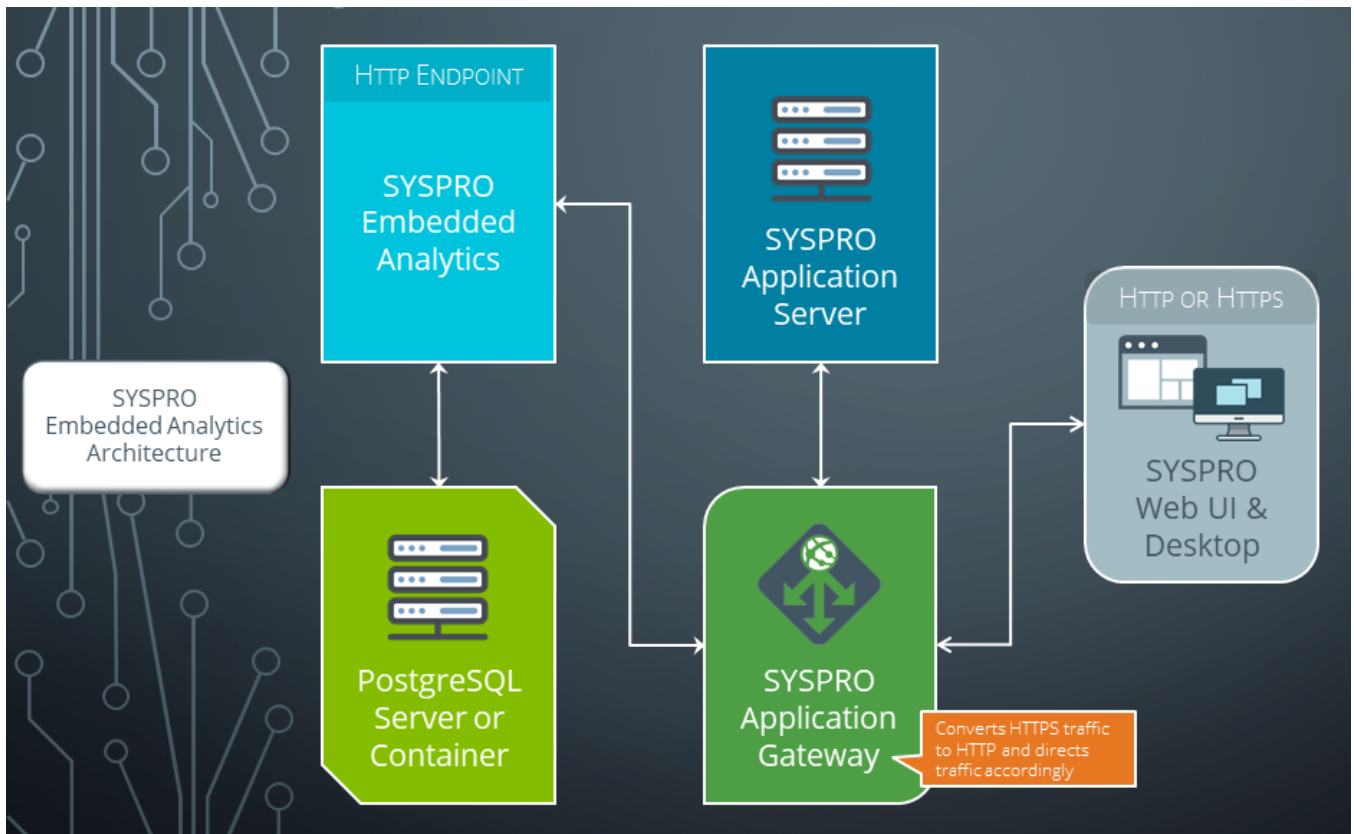 HTTP ENDPOINT
SYSPRO
Embedded
Analytics
SYSPRO
Application
Server
HTTP OR HTTPS
SYSPRO
Web UI &
Desktop
SYSPRO
Embedded Analytics
Architecture
PostgreSQL
Server or
Container
SYSPRO
Application
Gateway
Converts HTTPS traffic
to HTTP and directs
traffic accordingly